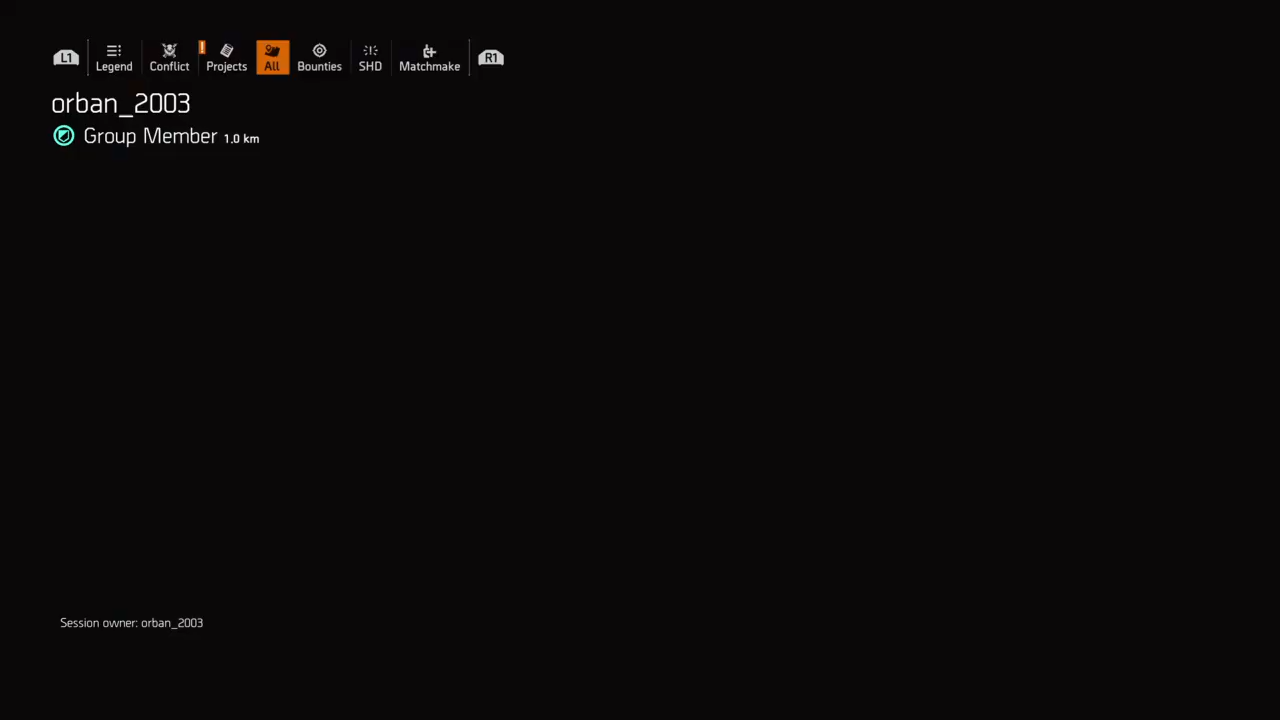 L1 Legend Conflict ! Projects All Bounties SHD Matchmake R1
orban_2003
Group Member 1.0 km
Session owner: orban_2003